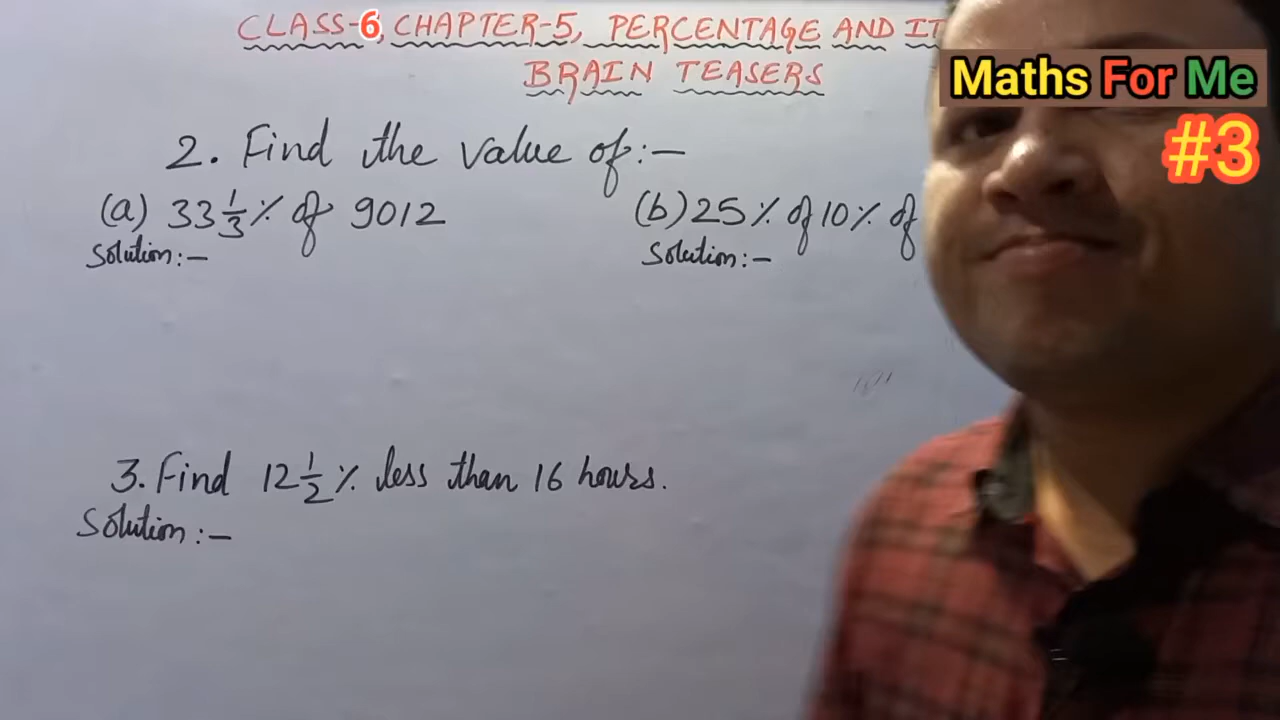 CLASS-6, CHAPTER-5, PERCENTAGE AND IT
BRAIN TEASERS
Maths For Me
#3
2. Find the value of:-
(a) 33 1/3 % of 9012
(b) 25% of 10% of
Solution:-
Solution:-
3. Find 12 1/2 % less than 16 hours.
Solution:-